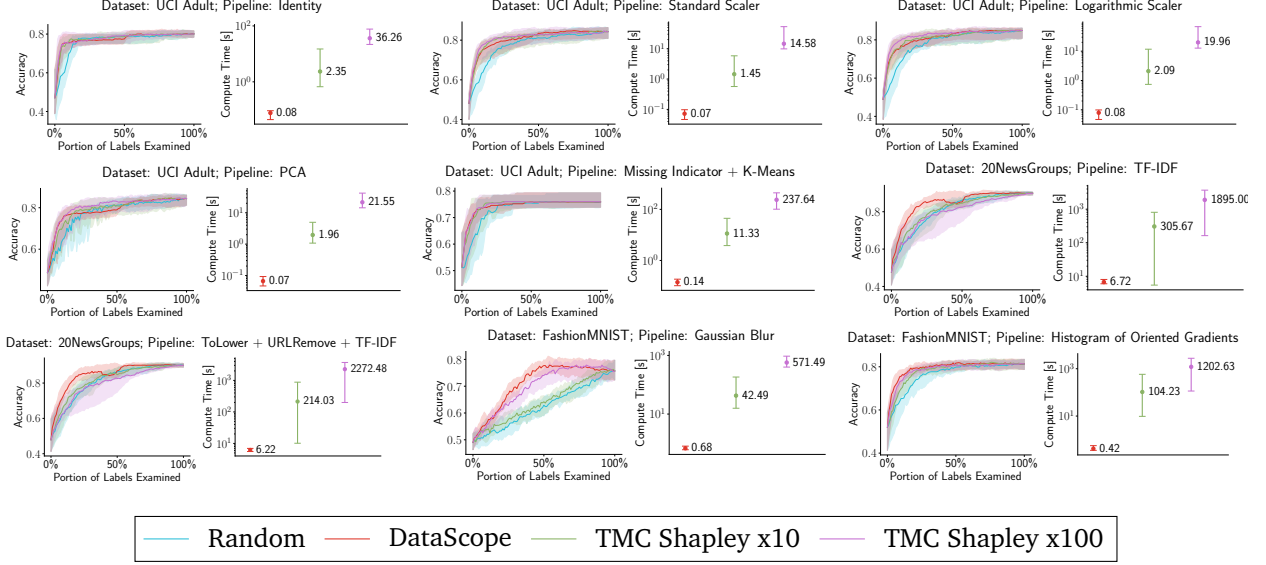 Dataset: UCI Adult; Pipeline: Identity
Accuracy
0.8
0.6
0.4
0%
50%
100%
Compute Time [s]
10^2
10^0
0.08
2.35
36.26
Dataset: UCI Adult; Pipeline: Standard Scaler
Accuracy
0.8
0.6
0.4
0%
50%
100%
Compute Time [s]
10^1
10^0
10^−1
0.07
1.45
14.58
Dataset: UCI Adult; Pipeline: Logarithmic Scaler
Accuracy
0.8
0.6
0.4
0%
50%
100%
Compute Time [s]
10^1
10^0
10^−1
0.08
2.09
19.96
Dataset: UCI Adult; Pipeline: PCA
Accuracy
0.8
0.6
0%
50%
100%
Portion of Labels Examined
Compute Time [s]
10^1
10^0
10^−1
0.07
1.96
21.55
Dataset: UCI Adult; Pipeline: Missing Indicator + K-Means
Accuracy
0.8
0.7
0.6
0.5
0%
50%
100%
Portion of Labels Examined
Compute Time [s]
10^2
10^0
0.14
11.33
237.64
Dataset: 20NewsGroups; Pipeline: TF-IDF
Accuracy
0.8
0.6
0.4
0%
50%
100%
Portion of Labels Examined
Compute Time [s]
10^3
10^2
10^1
6.72
305.67
1895.00
Dataset: 20NewsGroups; Pipeline: ToLower + URLRemove + TF-IDF
Accuracy
0.8
0.6
0.4
0%
50%
100%
Portion of Labels Examined
Compute Time [s]
10^3
10^2
10^1
6.22
214.03
2272.48
Dataset: FashionMNIST; Pipeline: Gaussian Blur
Accuracy
0.8
0.7
0.6
0.5
0%
50%
100%
Portion of Labels Examined
Compute Time [s]
10^3
10^1
0.68
42.49
571.49
Dataset: FashionMNIST; Pipeline: Histogram of Oriented Gradients
Accuracy
0.8
0.6
0.4
0%
50%
100%
Portion of Labels Examined
Compute Time [s]
10^3
10^1
0.42
104.23
1202.63
Random
DataScope
TMC Shapley x10
TMC Shapley x100